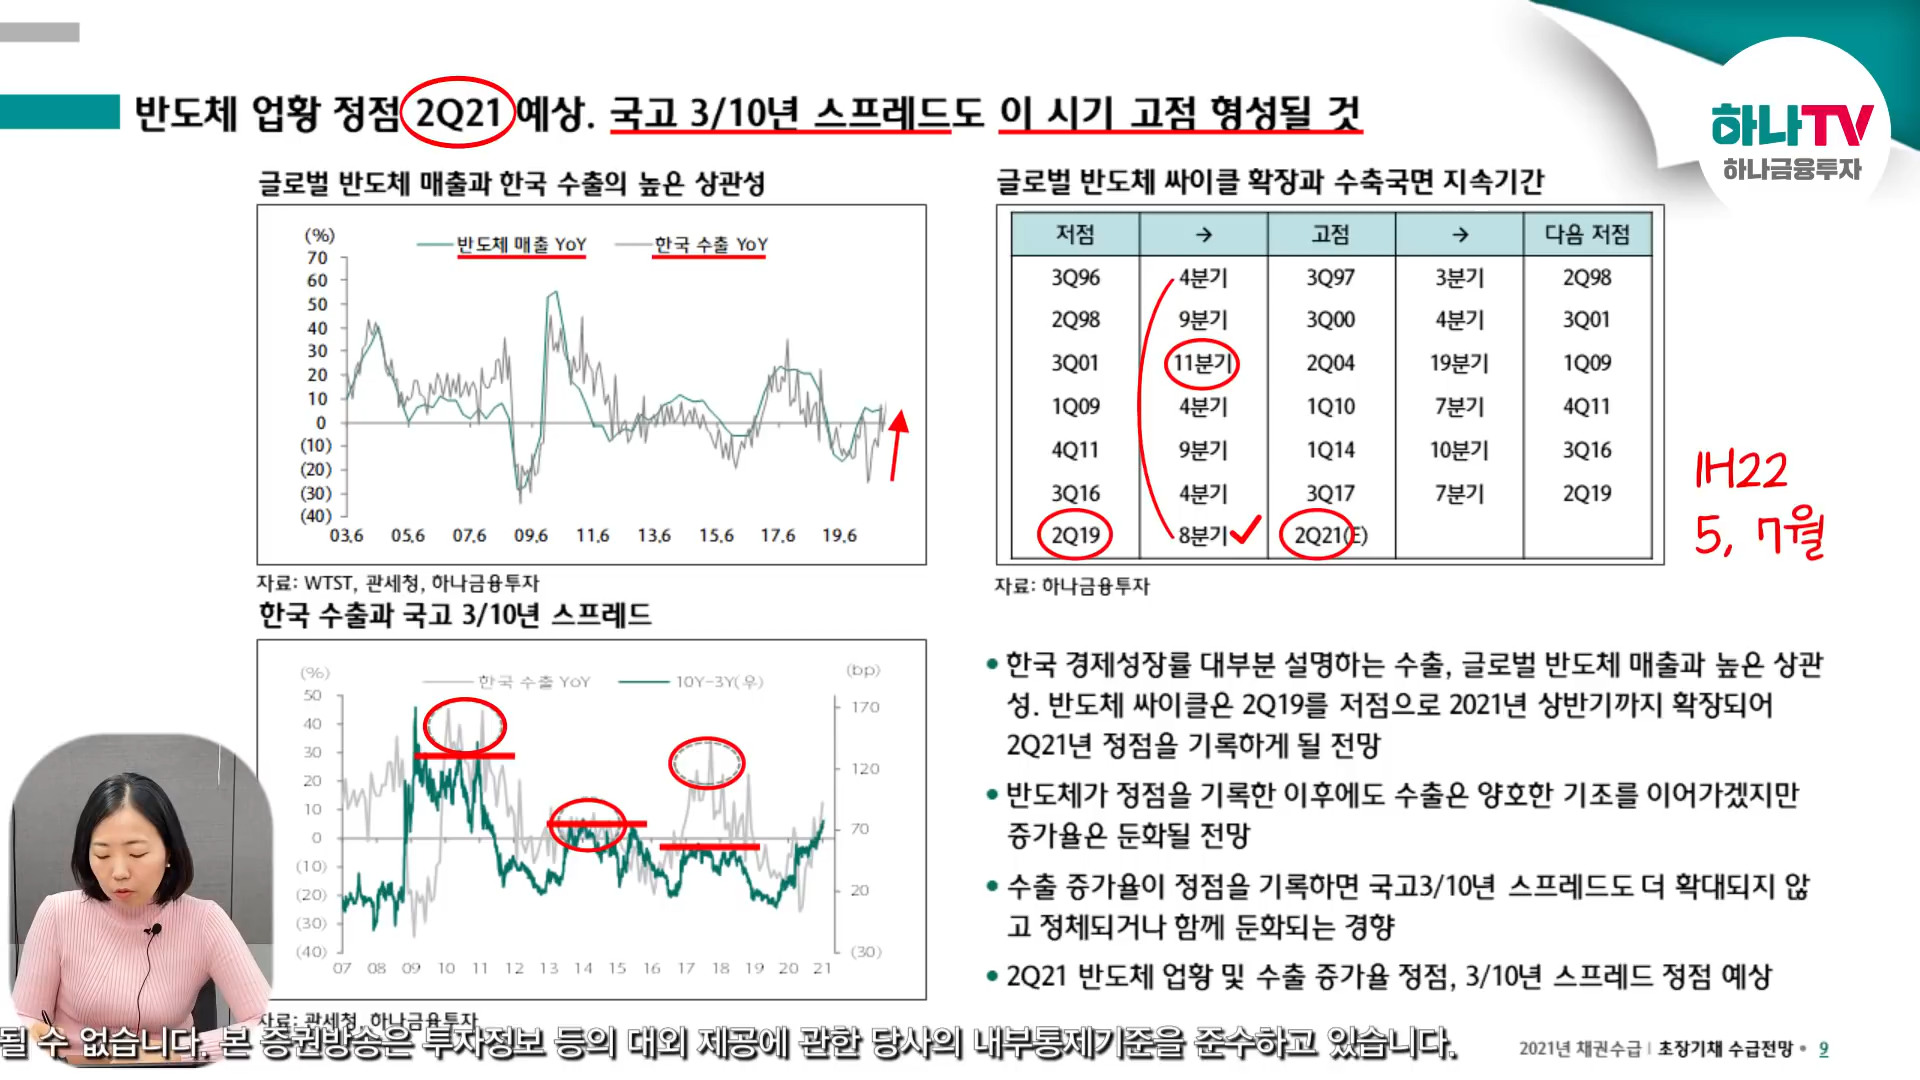 반도체 업황 정점 2Q21 예상. 국고 3/10년 스프레드도 이 시기 고점 형성될 것
하나TV
하나금융투자
글로벌 반도체 매출과 한국 수출의 높은 상관성
(%)
반도체 매출 YoY 한국 수출 YoY
70
60
50
40
30
20
10
0
(10)
(20)
(30)
(40)
03.6 05.6 07.6 09.6 11.6 13.6 15.6 17.6 19.6
자료: WTST, 관세청, 하나금융투자
글로벌 반도체 싸이클 확장과 수축국면 지속기간
저점 → 고점 → 다음 저점
3Q96 4분기 3Q97 3분기 2Q98
2Q98 9분기 3Q00 4분기 3Q01
3Q01 11분기 2Q04 19분기 1Q09
1Q09 4분기 1Q10 7분기 4Q11
4Q11 9분기 1Q14 10분기 3Q16
3Q16 4분기 3Q17 7분기 2Q19
2Q19 8분기 2Q21(E)
자료: 하나금융투자
1H22
5, 7월
한국 수출과 국고 3/10년 스프레드
(%) (bp)
한국 수출 YoY 10Y-3Y(우)
50
40
30
20
10
0
(10)
(20)
(30)
(40)
170
120
70
20
(30)
07 08 09 10 11 12 13 14 15 16 17 18 19 20 21
자료: 관세청, 하나금융투자
• 한국 경제성장률 대부분 설명하는 수출, 글로벌 반도체 매출과 높은 상관
성. 반도체 싸이클은 2Q19를 저점으로 2021년 상반기까지 확장되어
2Q21년 정점을 기록하게 될 전망
• 반도체가 정점을 기록한 이후에도 수출은 양호한 기조를 이어가겠지만
증가율은 둔화될 전망
• 수출 증가율이 정점을 기록하면 국고3/10년 스프레드도 더 확대되지 않
고 정체되거나 함께 둔화되는 경향
• 2Q21 반도체 업황 및 수출 증가율 정점, 3/10년 스프레드 정점 예상
될 수 없습니다. 본 증권방송은 투자정보 등의 대외 제공에 관한 당사의 내부통제기준을 준수하고 있습니다.
2021년 채권수급 | 초장기채 수급전망 • 9